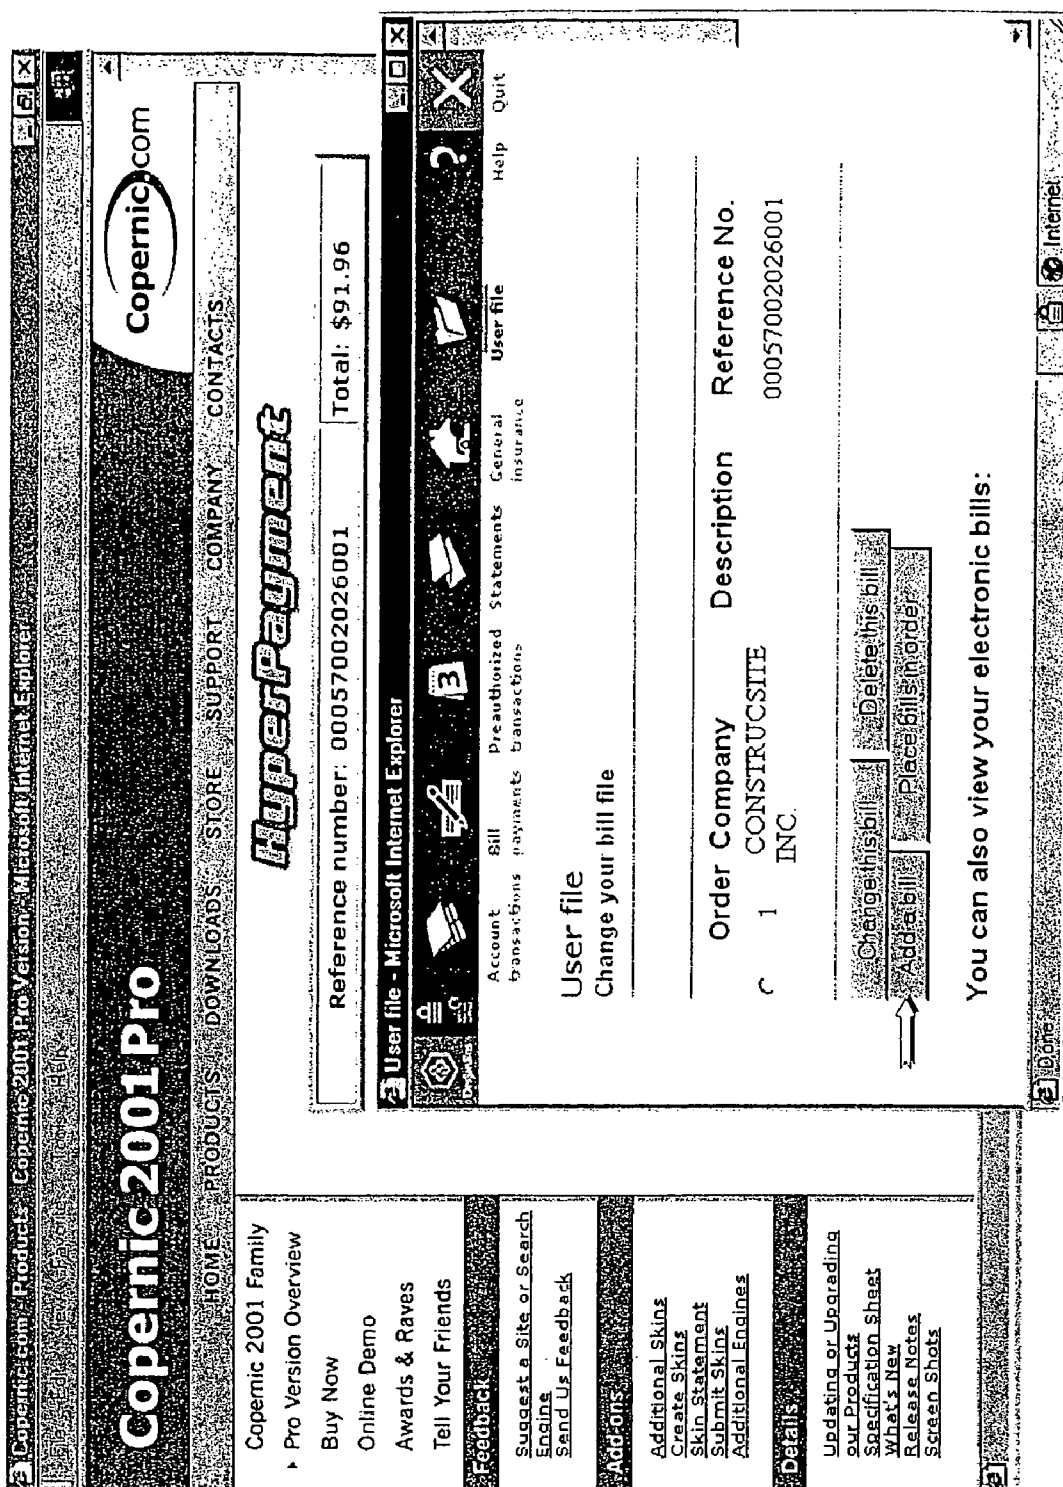 Copernic.com - Products - Copernic 2001 Pro Version - Microsoft Internet Explorer
File Edit View Favorites Tools Help
Copernic 2001 Pro
Copernic.com
HOME PRODUCTS DOWNLOADS STORE SUPPORT COMPANY CONTACTS
Copernic 2001 Family
Pro Version Overview
Buy Now
Online Demo
Awards & Raves
Tell Your Friends
Feedback
Suggest a Site or Search
Engine
Send Us Feedback
Add-ons
Additional Skins
Create Skins
Skin Statement
Submit Skins
Additional Engines
Details
Updating or Upgrading
our Products
Specification Sheet
What's New
Release Notes
Screen Shots
HyperPayment
Reference number: 00057002026001 Total: $91.96
User file - Microsoft Internet Explorer
Account transactions
Bill payments
Preauthorized transactions
Statements
General insurance
User file
Help
Quit
User file
Change your bill file
Order Company Description Reference No.
1 CONSTRUCSITE INC. 00057002026001
Change this bill Delete this bill
Add a bill Place bills in order
You can also view your electronic bills:
Done Internet